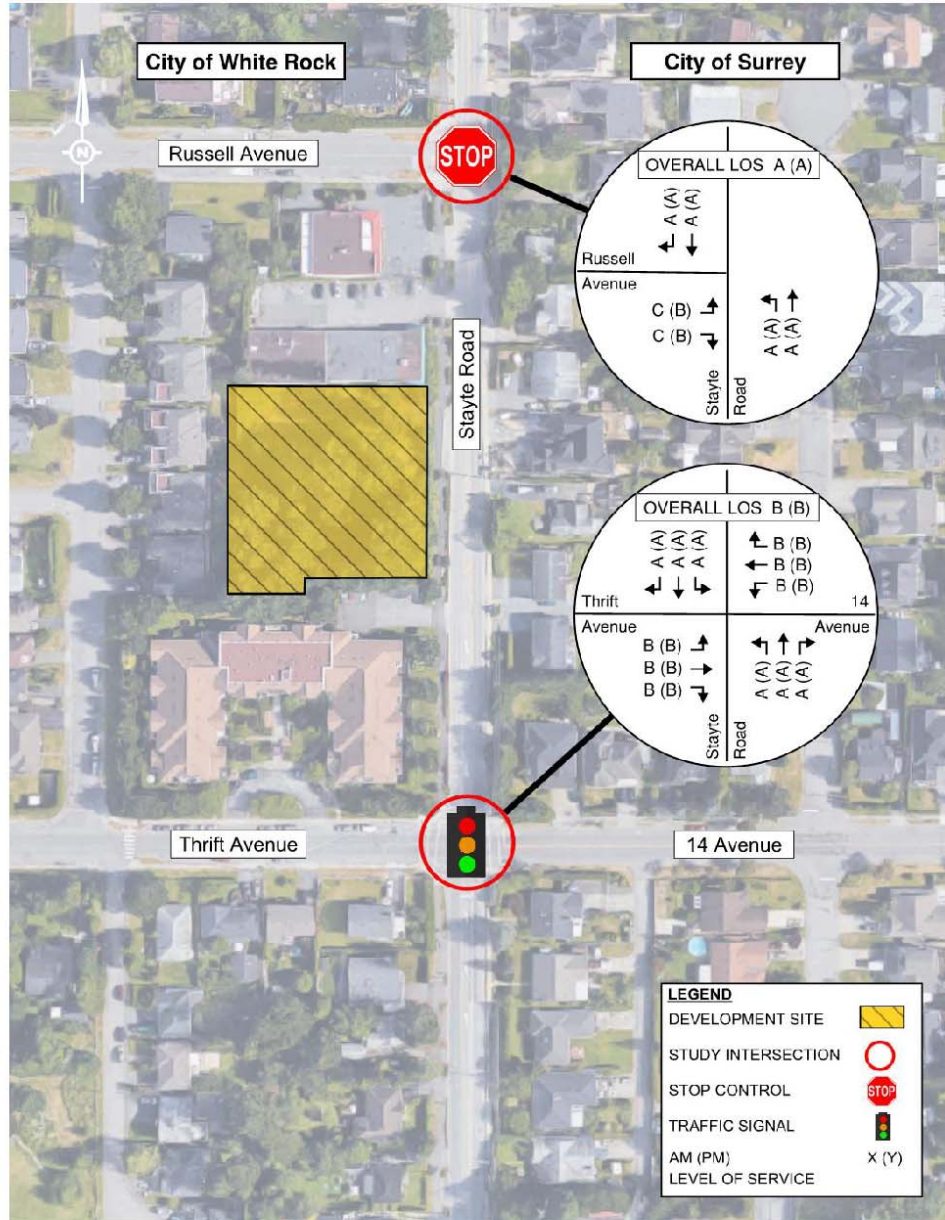 City of White Rock
City of Surrey
N
Russell Avenue
STOP
OVERALL LOS A (A)
A (A)
A (A)
Russell
Avenue
C (B)
C (B)
A (A)
A (A)
Stayte
Road
Stayte Road
OVERALL LOS B (B)
A (A)
A (A)
A (A)
B (B)
B (B)
B (B)
Thrift
14
Avenue
Avenue
B (B)
B (B)
B (B)
A (A)
A (A)
A (A)
Stayte
Road
Thrift Avenue
14 Avenue
LEGEND
DEVELOPMENT SITE
STUDY INTERSECTION
STOP CONTROL
STOP
TRAFFIC SIGNAL
AM (PM) X (Y)
LEVEL OF SERVICE